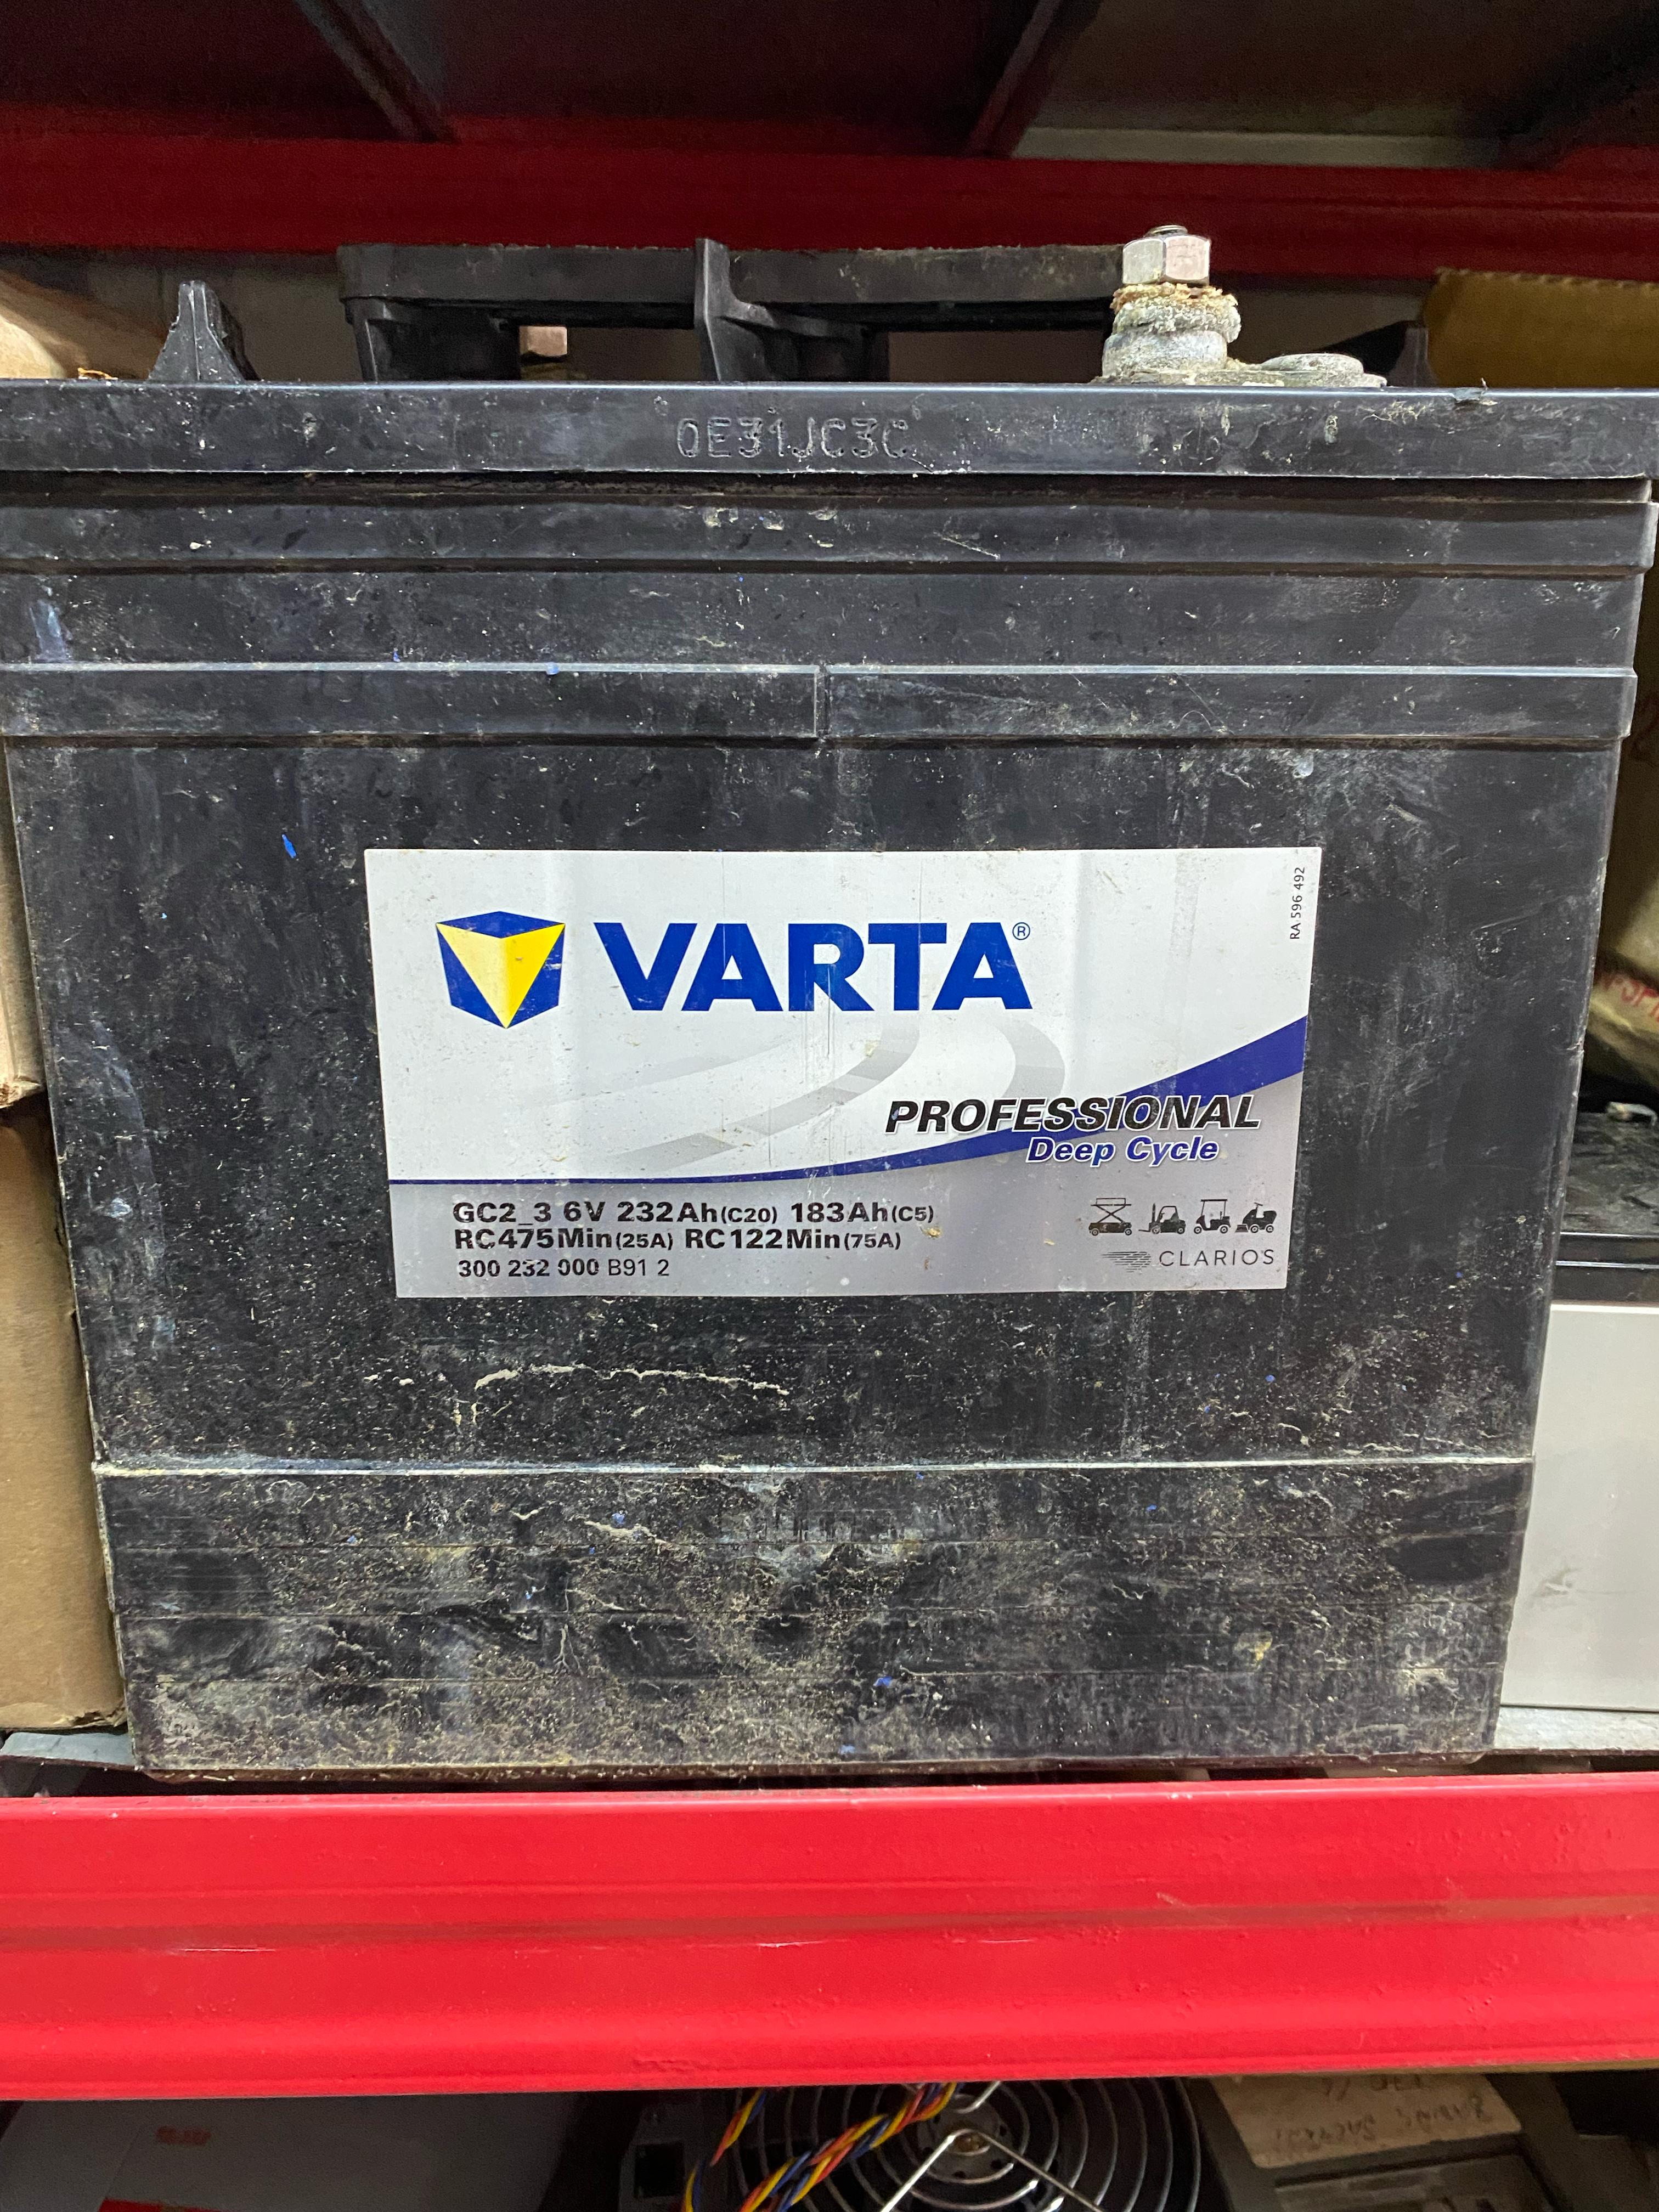 0E31JC3C
RA 596 492
VARTA®
PROFESSIONAL
Deep Cycle
GC2_3 6V 232Ah(C20) 183Ah(C5)
RC475Min(25A) RC122Min(75A)
300 232 000 B91 2
CLARIOS